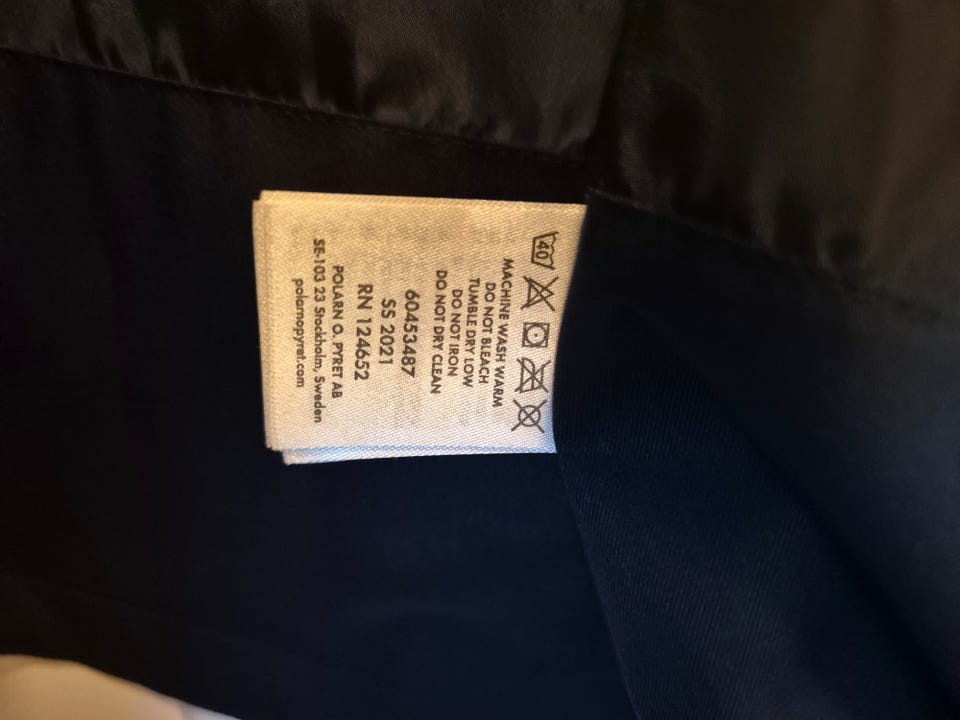 40
MACHINE WASH WARM
DO NOT BLEACH
TUMBLE DRY LOW
DO NOT IRON
DO NOT DRY CLEAN
60453487
SS 2021
RN 124652
POLARN O. PYRET AB
SE-103 23 Stockholm, Sweden
polarnopyret.com